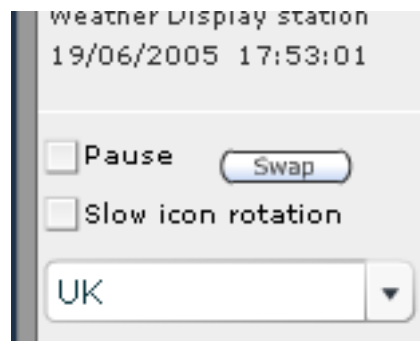 Weather Display station
19/06/2005 17:53:01
Pause
Swap
Slow icon rotation
UK